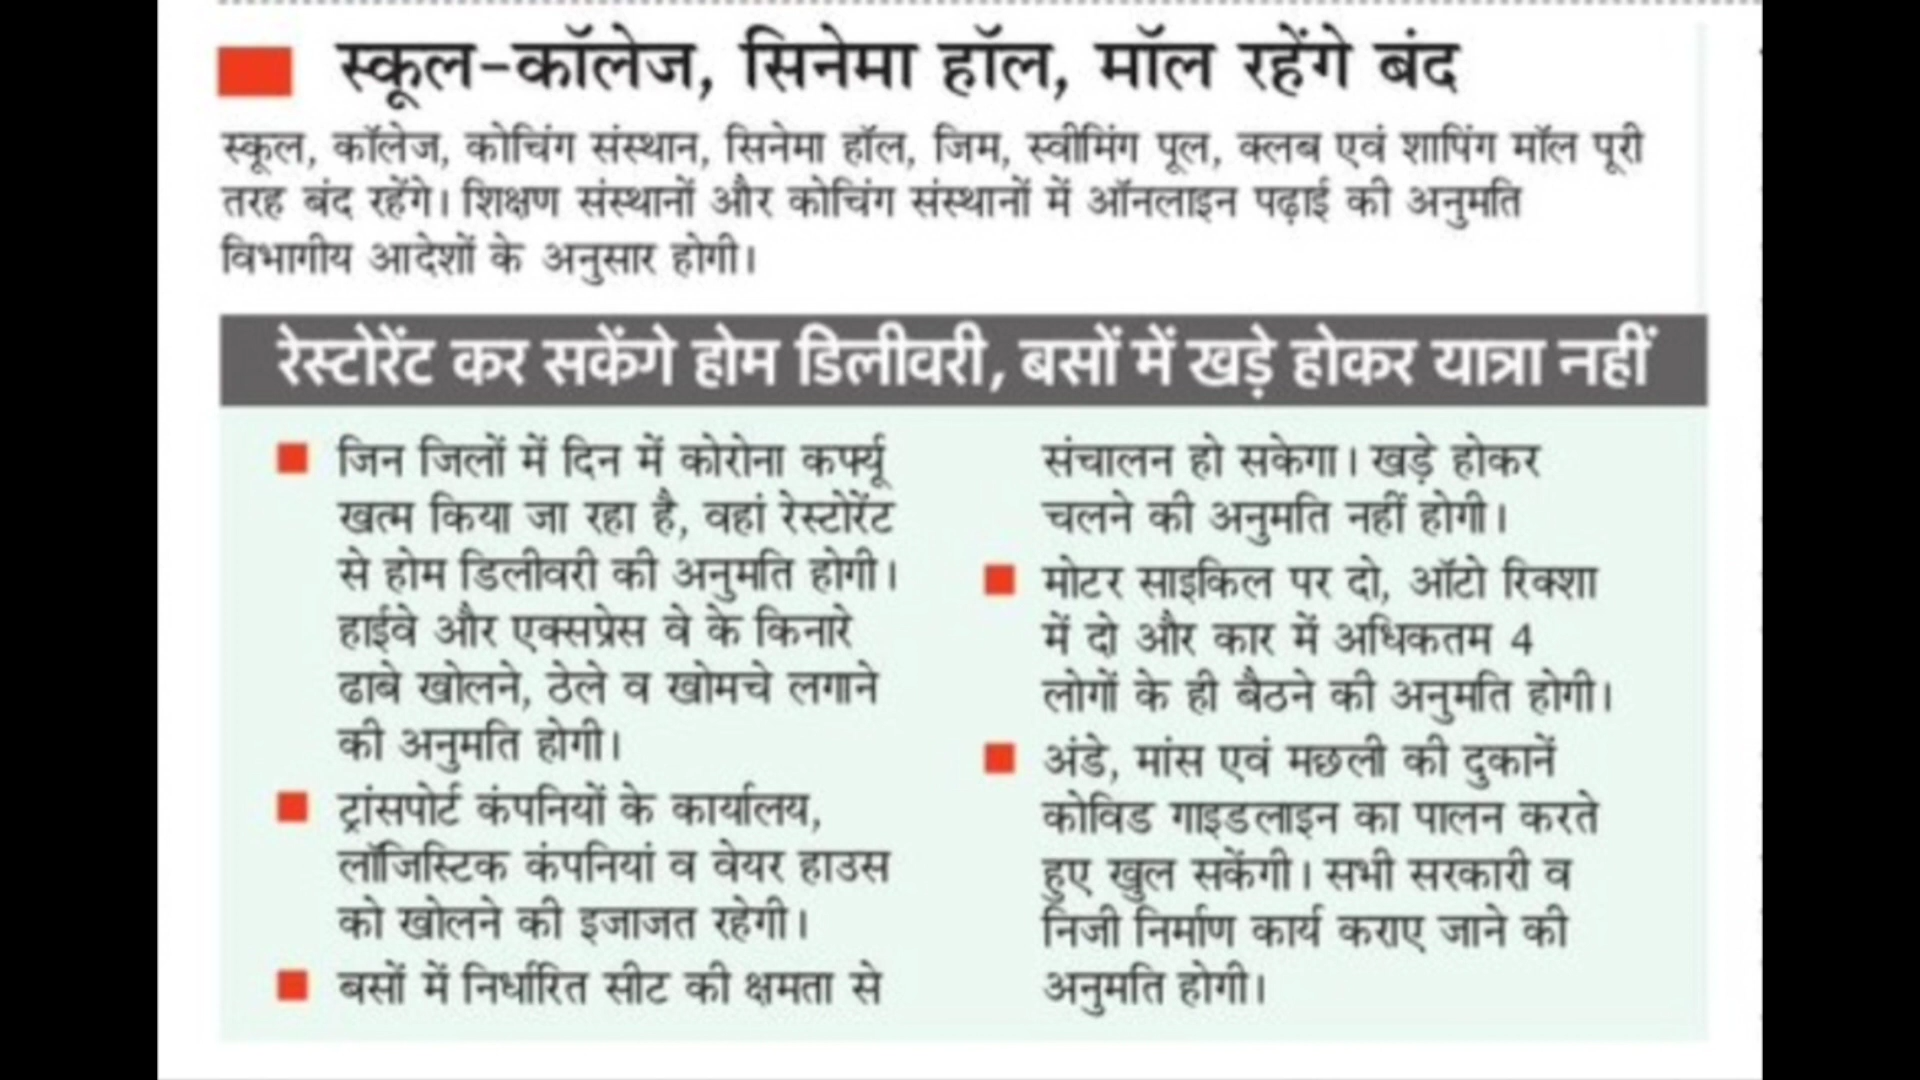 स्कूल-कॉलेज, सिनेमा हॉल, मॉल रहेंगे बंद
स्कूल, कॉलेज, कोचिंग संस्थान, सिनेमा हॉल, जिम, स्वीमिंग पूल, क्लब एवं शापिंग मॉल पूरी
तरह बंद रहेंगे। शिक्षण संस्थानों और कोचिंग संस्थानों में ऑनलाइन पढ़ाई की अनुमति
विभागीय आदेशों के अनुसार होगी।
रेस्टोरेंट कर सकेंगे होम डिलीवरी, बसों में खड़े होकर यात्रा नहीं
जिन जिलों में दिन में कोरोना कर्फ्यू
खत्म किया जा रहा है, वहां रेस्टोरेंट
से होम डिलीवरी की अनुमति होगी।
हाईवे और एक्सप्रेस वे के किनारे
ढाबे खोलने, ठेले व खोमचे लगाने
की अनुमति होगी।
ट्रांसपोर्ट कंपनियों के कार्यालय,
लॉजिस्टिक कंपनियां व वेयर हाउस
को खोलने की इजाजत रहेगी।
बसों में निर्धारित सीट की क्षमता से
संचालन हो सकेगा। खड़े होकर
चलने की अनुमति नहीं होगी।
मोटर साइकिल पर दो, ऑटो रिक्शा
में दो और कार में अधिकतम 4
लोगों के ही बैठने की अनुमति होगी।
अंडे, मांस एवं मछली की दुकानें
कोविड गाइडलाइन का पालन करते
हुए खुल सकेंगी। सभी सरकारी व
निजी निर्माण कार्य कराए जाने की
अनुमति होगी।